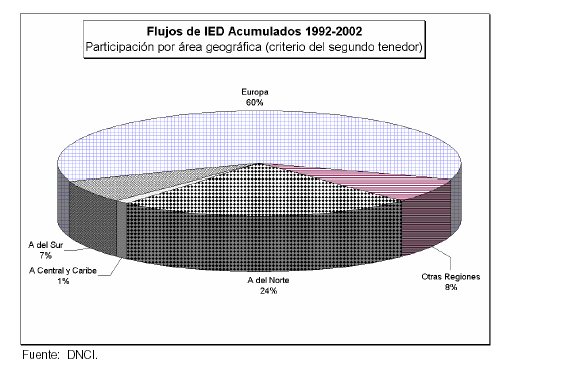 Flujos de IED Acumulados 1992-2002
Participación por área geográfica (criterio del segundo tenedor)
Europa
60%
A del Sur
7%
A Central y Caribe
1%
A del Norte
24%
Otras Regiones
8%
Fuente: DNCI.